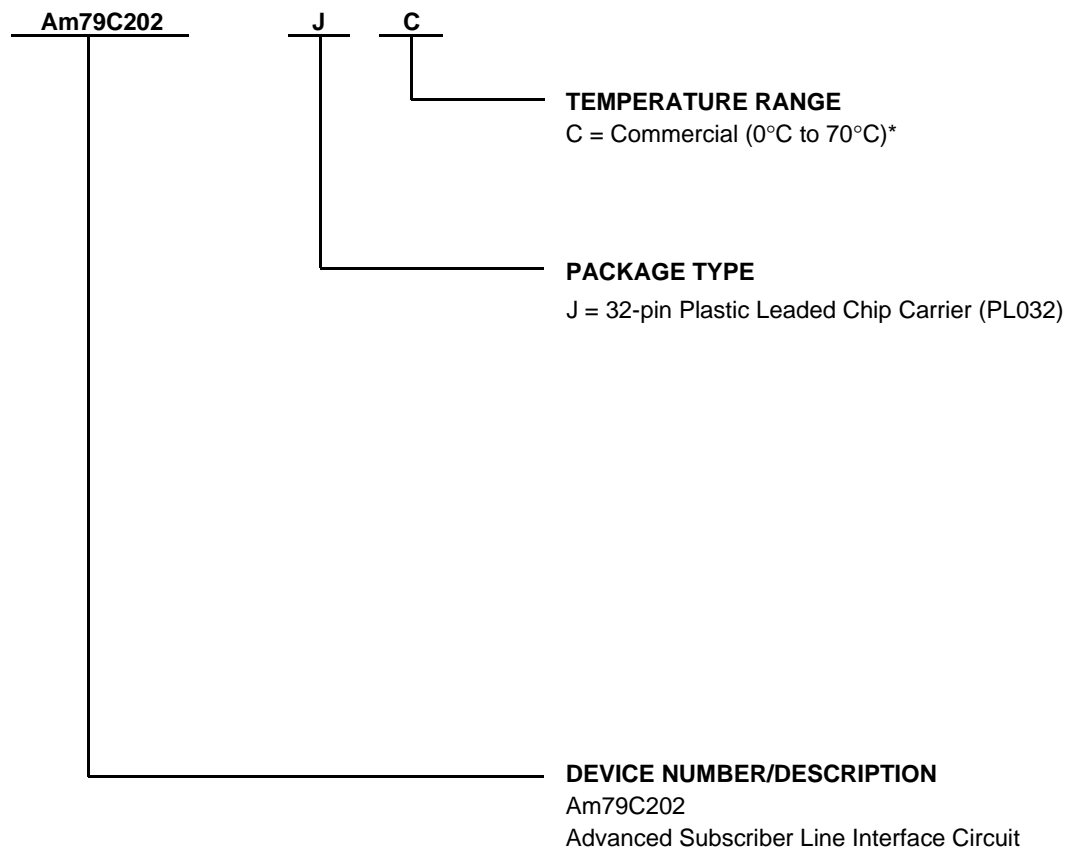 Am79C202 J C
TEMPERATURE RANGE
C = Commercial (0°C to 70°C)*
PACKAGE TYPE
J = 32-pin Plastic Leaded Chip Carrier (PL032)
DEVICE NUMBER/DESCRIPTION
Am79C202
Advanced Subscriber Line Interface Circuit